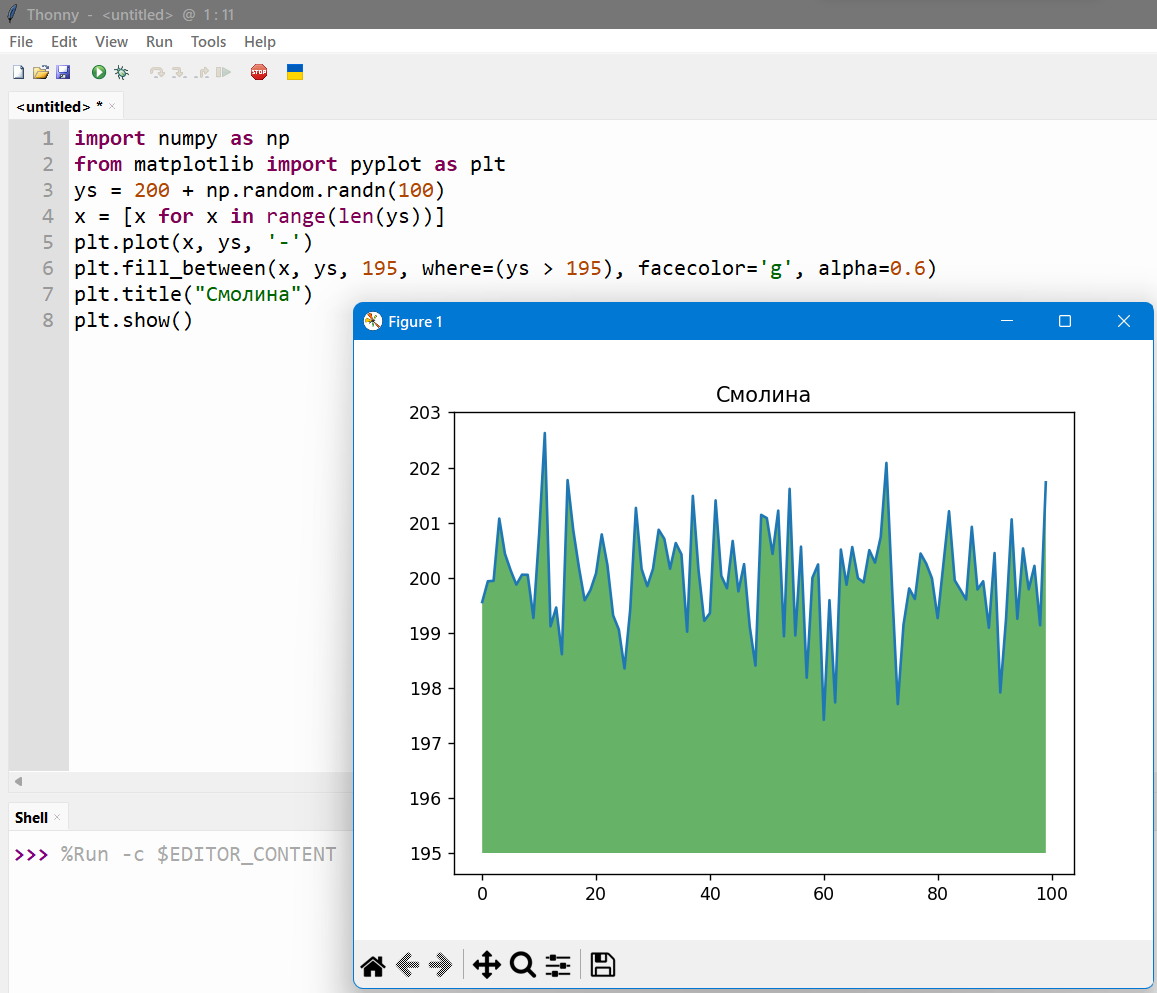 Thonny - <untitled> @ 1 : 11
File Edit View Run Tools Help
STOP
<untitled> *
1 import numpy as np
2 from matplotlib import pyplot as plt
3 ys = 200 + np.random.randn(100)
4 x = [x for x in range(len(ys))]
5 plt.plot(x, ys, '-')
6 plt.fill_between(x, ys, 195, where=(ys > 195), facecolor='g', alpha=0.6)
7 plt.title("Смолина")
8 plt.show()
Figure 1
Смолина
203
202
201
200
199
198
197
196
195
0 20 40 60 80 100
Shell
>>> %Run -c $EDITOR_CONTENT